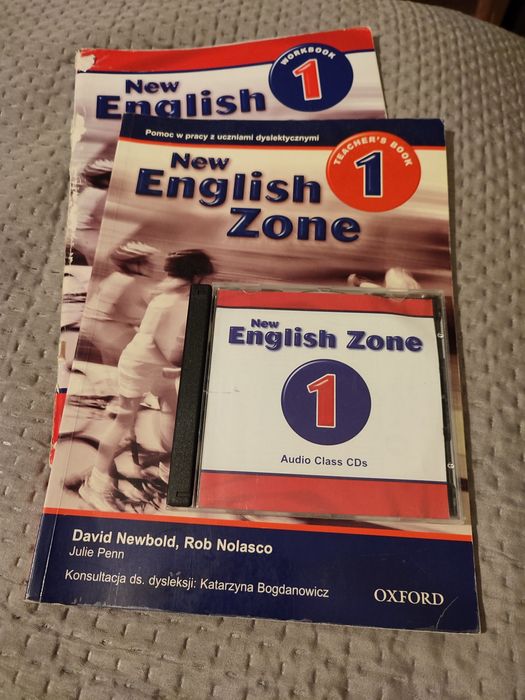 WORKBOOK
1
New
English
Pomoc w pracy z uczniami dyslektycznymi
TEACHER'S BOOK
1
New
English
Zone
New
English Zone
1
Audio Class CDs
David Newbold, Rob Nolasco
Julie Penn
Konsultacja ds. dysleksji: Katarzyna Bogdanowicz
OXFORD